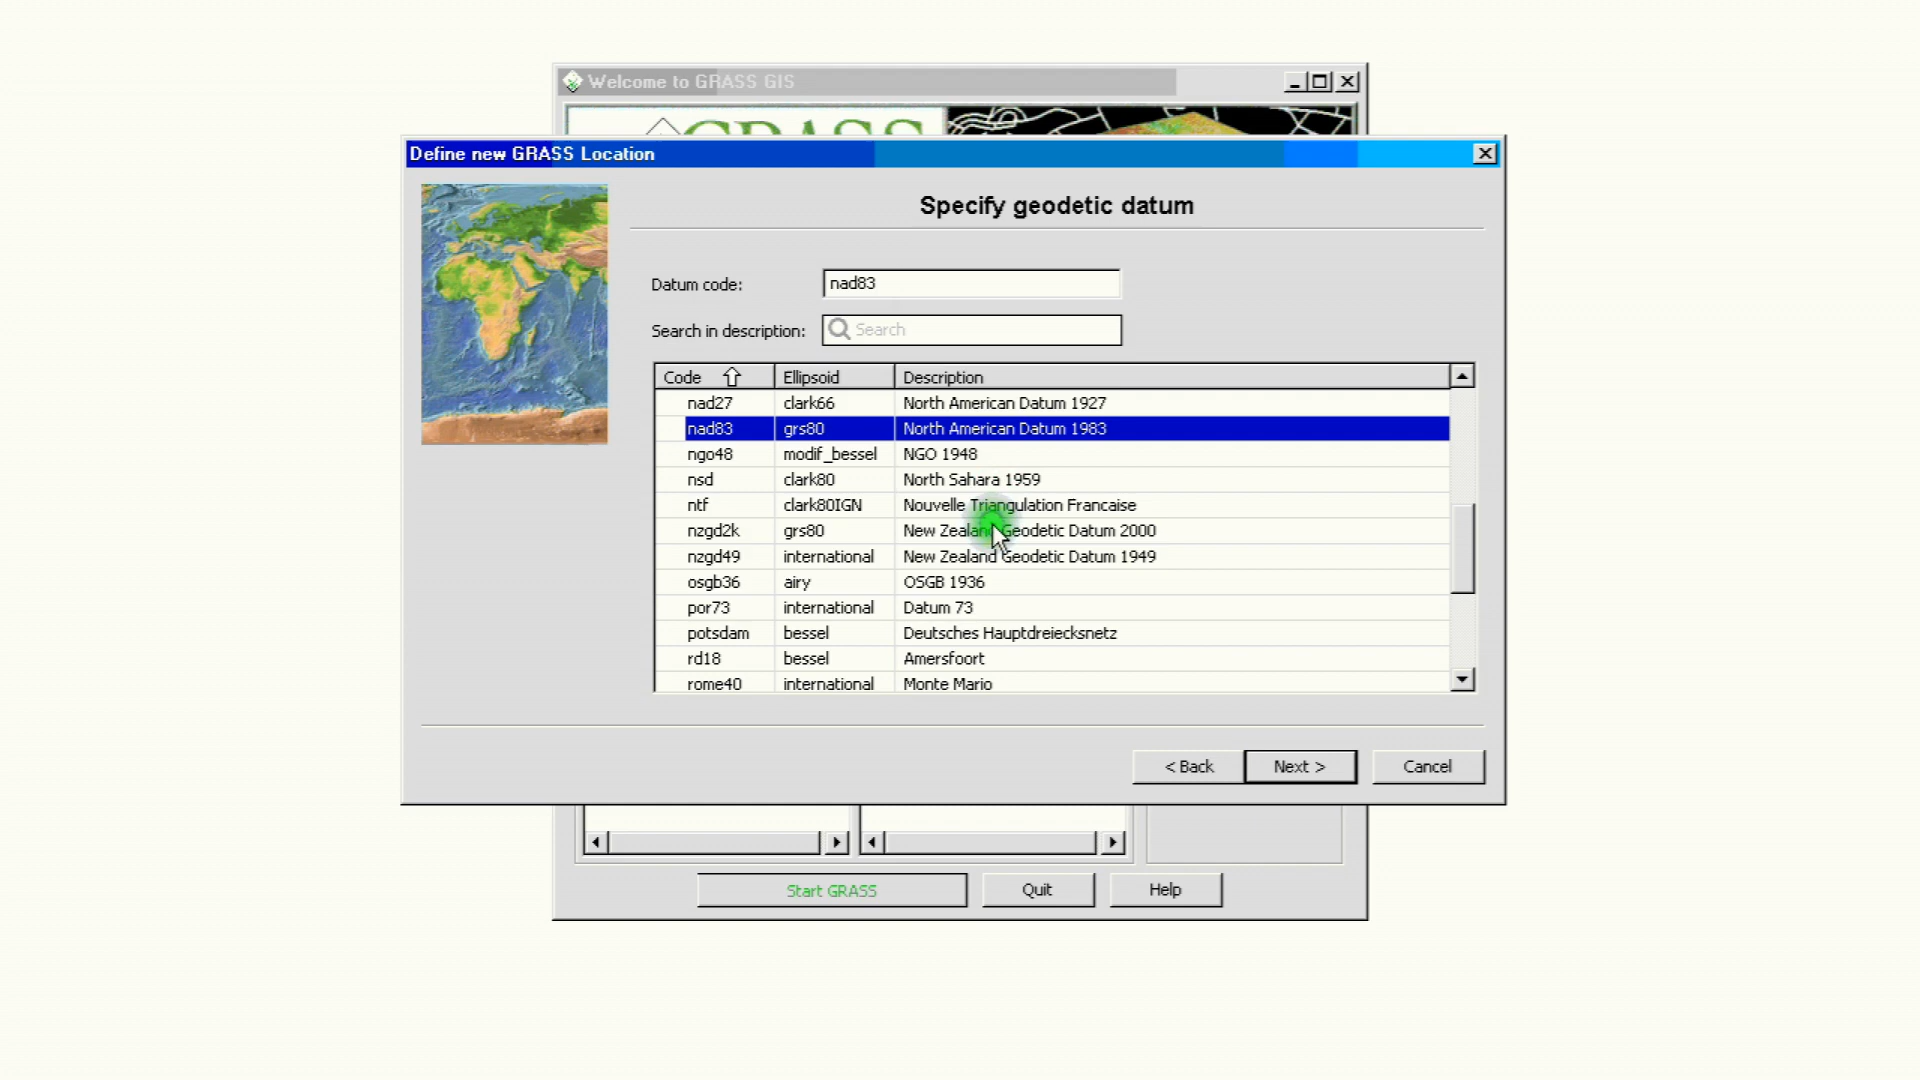 Welcome to GRASS GIS
GRASS
Define new GRASS Location
Specify geodetic datum
Datum code: nad83
Search in description: Search
Code Ellipsoid Description
nad27 clark66 North American Datum 1927
nad83 grs80 North American Datum 1983
ngo48 modif_bessel NGO 1948
nsd clark80 North Sahara 1959
ntf clark80IGN Nouvelle Triangulation Francaise
nzgd2k grs80 New Zealand Geodetic Datum 2000
nzgd49 international New Zealand Geodetic Datum 1949
osgb36 airy OSGB 1936
por73 international Datum 73
potsdam bessel Deutsches Hauptdreiecksnetz
rd18 bessel Amersfoort
rome40 international Monte Mario
< Back Next > Cancel
Start GRASS Quit Help